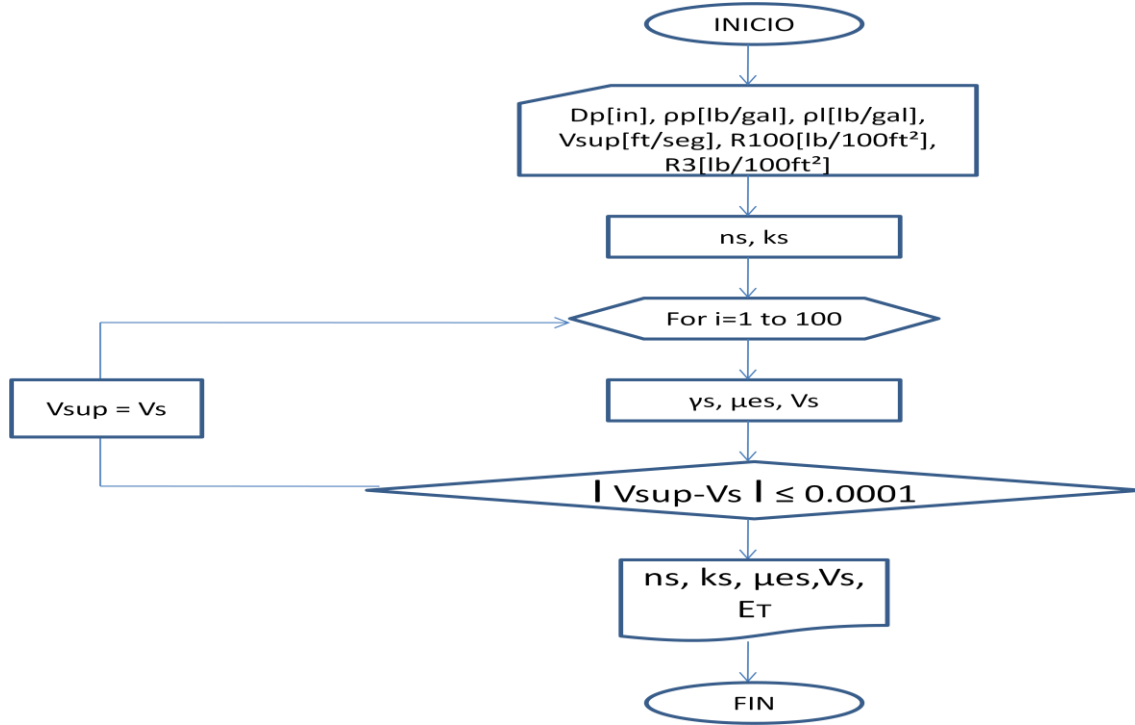 INICIO
Dp[in], ρp[lb/gal], ρl[lb/gal],
Vsup[ft/seg], R100[lb/100ft²],
R3[lb/100ft²]
ns, ks
For i=1 to 100
Vsup = Vs
γs, μes, Vs
| Vsup-Vs | ≤ 0.0001
ns, ks, μes,Vs,
ET
FIN